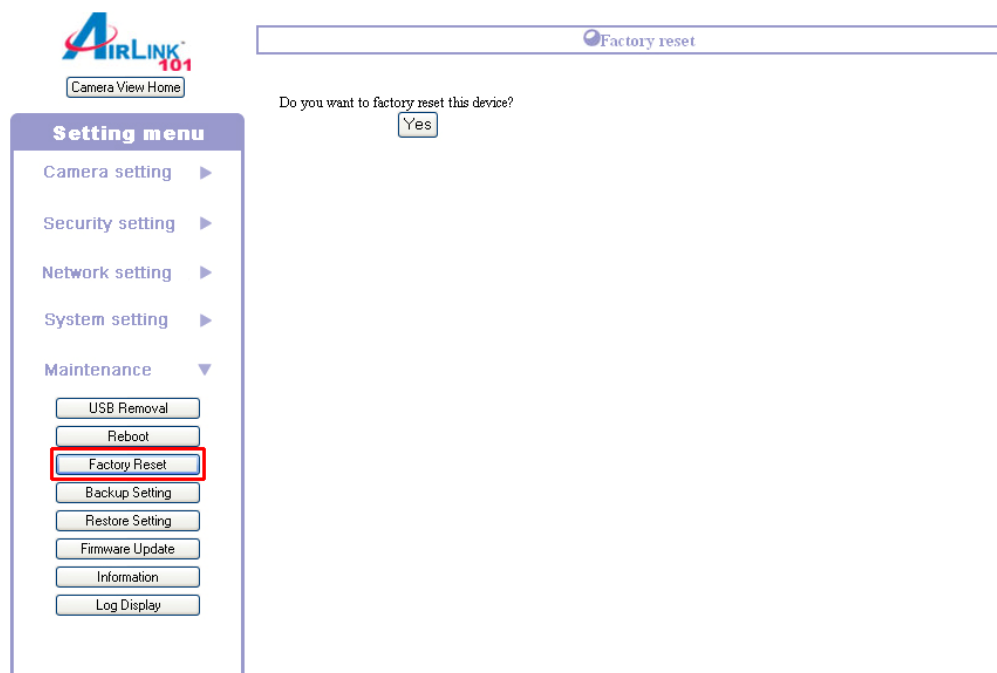 AIRLINK
101
Camera View Home
Setting menu
Camera setting
Security setting
Network setting
System setting
Maintenance
USB Removal
Reboot
Factory Reset
Backup Setting
Restore Setting
Firmware Update
Information
Log Display
Factory reset
Do you want to factory reset this device?
Yes